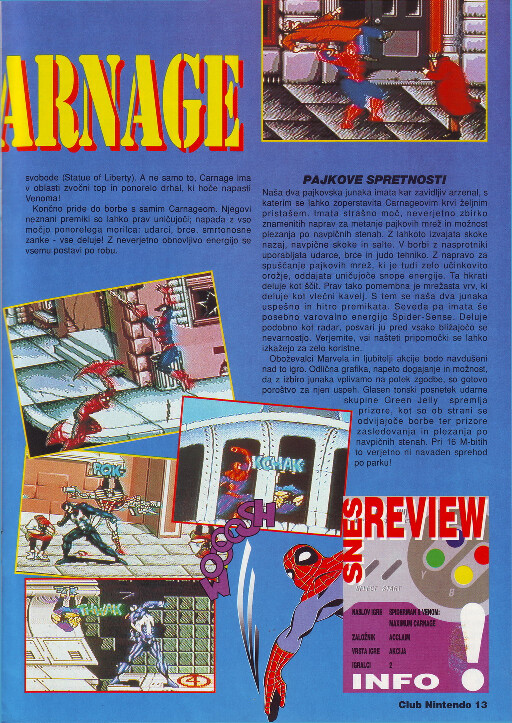 ARNAGE
svobode (Statue of Liberty). A ne samo to, Carnage ima
v oblasti zvočni top in ponorelo drhal, ki hoče napasti
Venoma!
Končno pride do borbe s samim Carnageom. Njegovi
neznani premiki so lahko prav uničujoči; napada z vso
močjo ponorelega morilca: udarci, brce, smrtonosne
zanke - vse deluje! Z neverjetno obnovljivo energijo se
vsemu postavi po robu.
PAJKOVE SPRETNOSTI
Naša dva pajkovska junaka imata kar zavidljiv arzenal, s
katerim se lahko zoperstavita Carnageovim krvi željnim
pristašem. Imata strašno moč, neverjetno zbirko
znamenitih naprav za metanje pajkovih mrež in možnost
plezanja po navpičnih stenah. Z lahkoto izvajata skoke
nazaj, navpične skoke in salte. V borbi z nasprotniki
uporabljata udarce, brce in judo tehniko. Z napravo za
spuščanje pajkovih mrež, ki je tudi zelo učinkovito
orožje, oddajata uničujoče snope energije. Ta hkrati
deluje kot ščit. Prav tako pomembna je mrežasta vrv, ki
deluje kot vlečni kavelj. S tem se naša dva junaka
uspešno in hitro premikata. Seveda pa imata še
posebno varovalno energijo Spider-Sense. Deluje
podobno kot radar, posvari ju pred vsako bližajočo se
nevarnostjo. Verjemite, vsi našteti pripomočki se lahko
izkažejo za zelo koristne.
Oboževalci Marvela in ljubitelji akcije bodo navdušeni
nad to igro. Odlična grafika, napeto dogajanje in možnost,
da z izbiro junaka vplivamo na potek zgodbe, so gotovo
poroštvo za njen uspeh. Glasen tonski posnetek udarne
skupine Green Jelly spremlja
prizore, kot so ob strani se
odvijajoče borbe ter prizore
zasledovanja in plezanja po
navpičnih stenah. Pri 16 M-bitih
to verjetno ni navaden sprehod
po parku!
POK
KWHAK
WOOOSH
THWAK
4
SNES
REVIEW
SELECT START
Y
B
NASLOV IGRE SPIDERMAN & VENOM:
MAXIMUM CARNAGE
ZALOŽNIK ACCLAIM
VRSTA IGRE AKCIJA
IGRALCI 2
INFO !
Club Nintendo 13